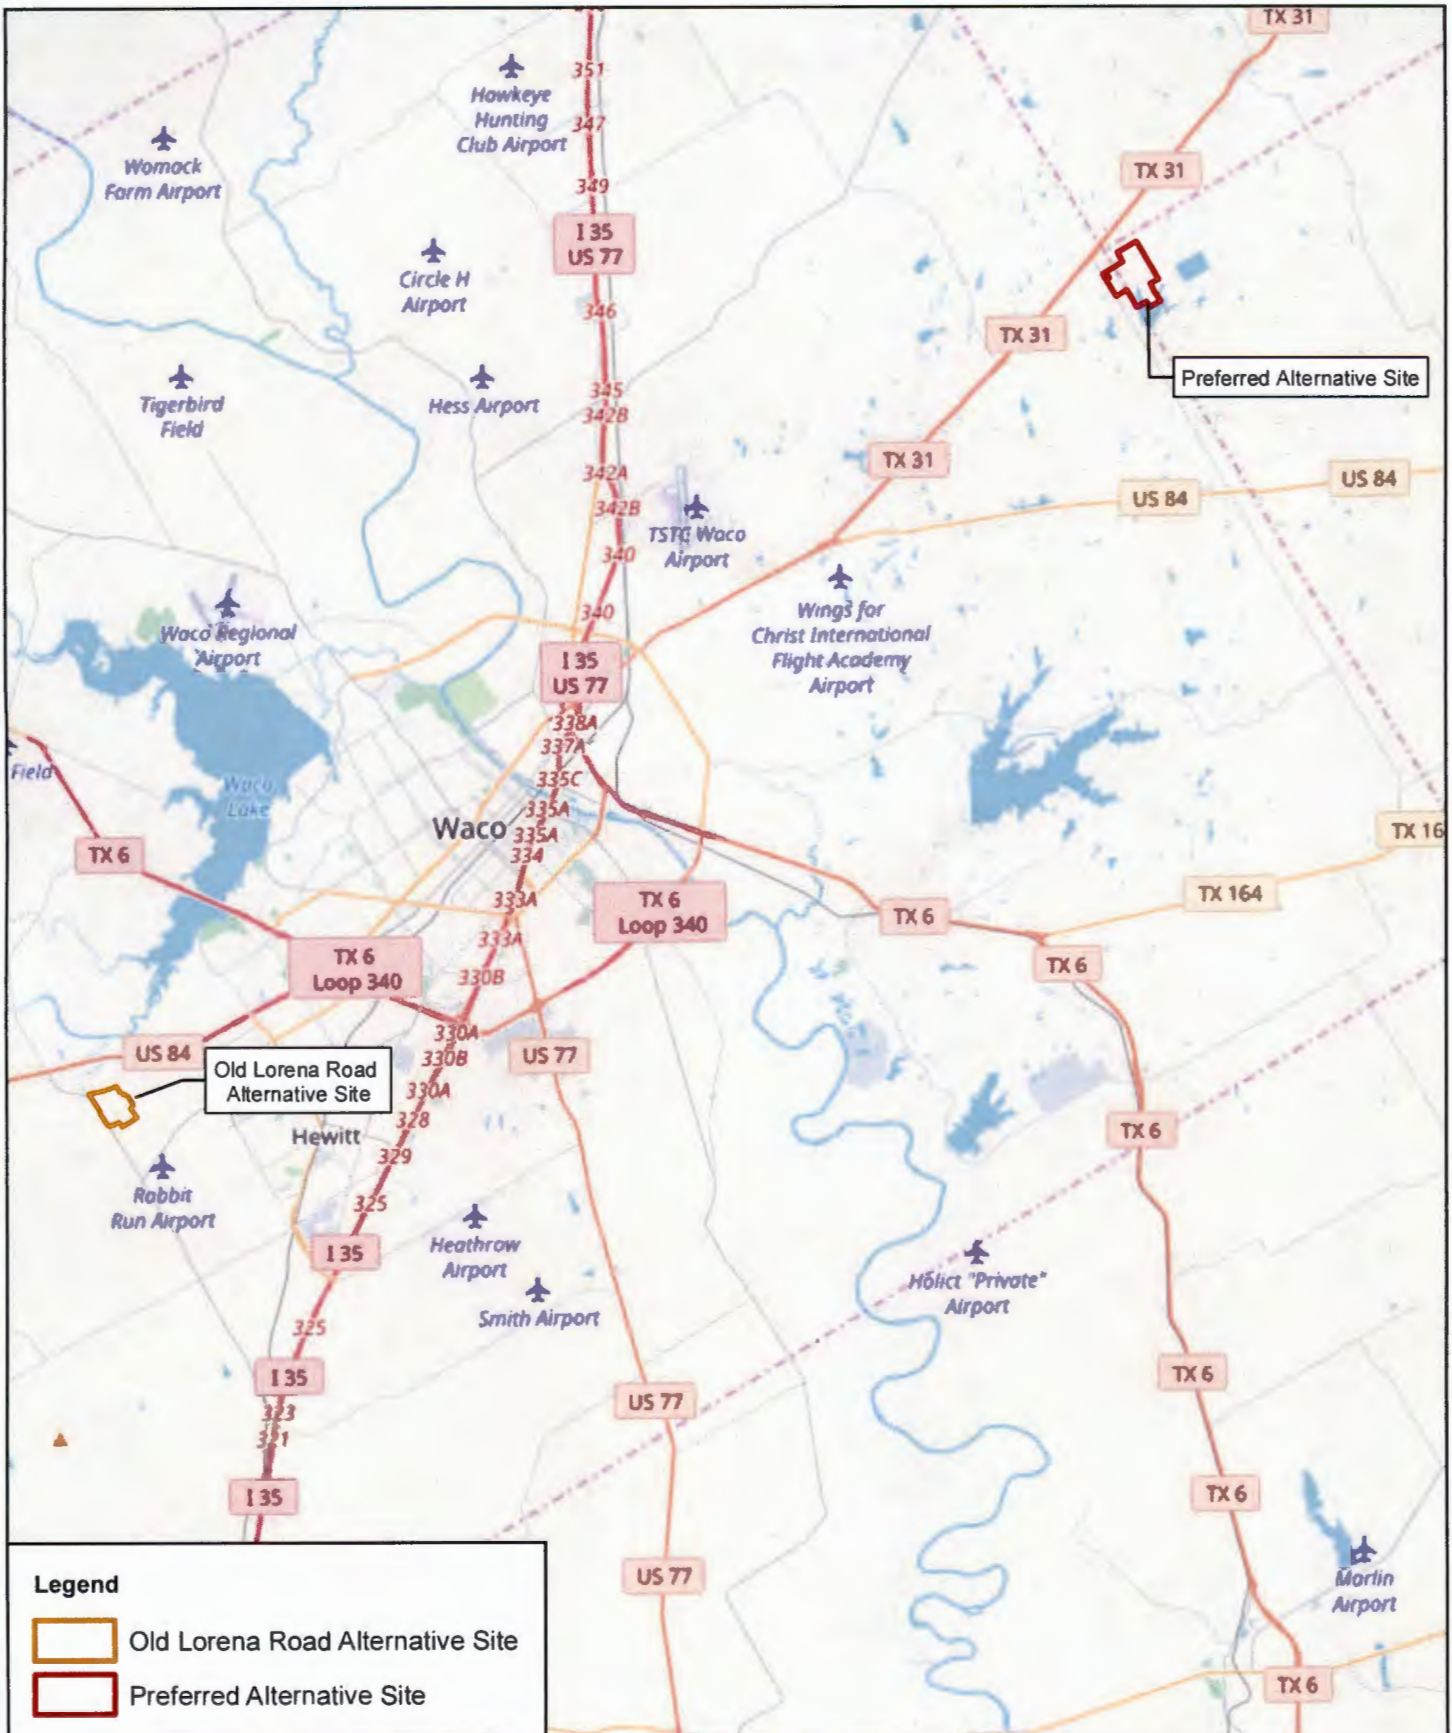 TX 31
351
Hawkeye
Hunting
Club Airport
347
Womack
Farm Airport
TX 31
349
I 35
US 77
Circle H
Airport
346
TX 31
Preferred Alternative Site
345
342B
Tigerbird
Field
Hess Airport
TX 31
342A
US 84
US 84
342B
TSTC Waco
Airport
340
Wings for
Christ International
Flight Academy
Airport
340
Waco Regional
Airport
I 35
US 77
338A
337A
Field
335C
Waco
Lake
335A
Waco
335A
334
TX 16
TX 6
333A
TX 6
Loop 340
TX 164
TX 6
333A
TX 6
Loop 340
330B
TX 6
330A
US 84
330B
US 77
Old Lorena Road
Alternative Site
330A
328
Hewitt
329
TX 6
Rabbit
Run Airport
325
I 35
Heathrow
Airport
Holict "Private"
Airport
Smith Airport
325
I 35
TX 6
US 77
323
321
I 35
TX 6
Marlin
Airport
US 77
TX 6
Legend
Old Lorena Road Alternative Site
Preferred Alternative Site